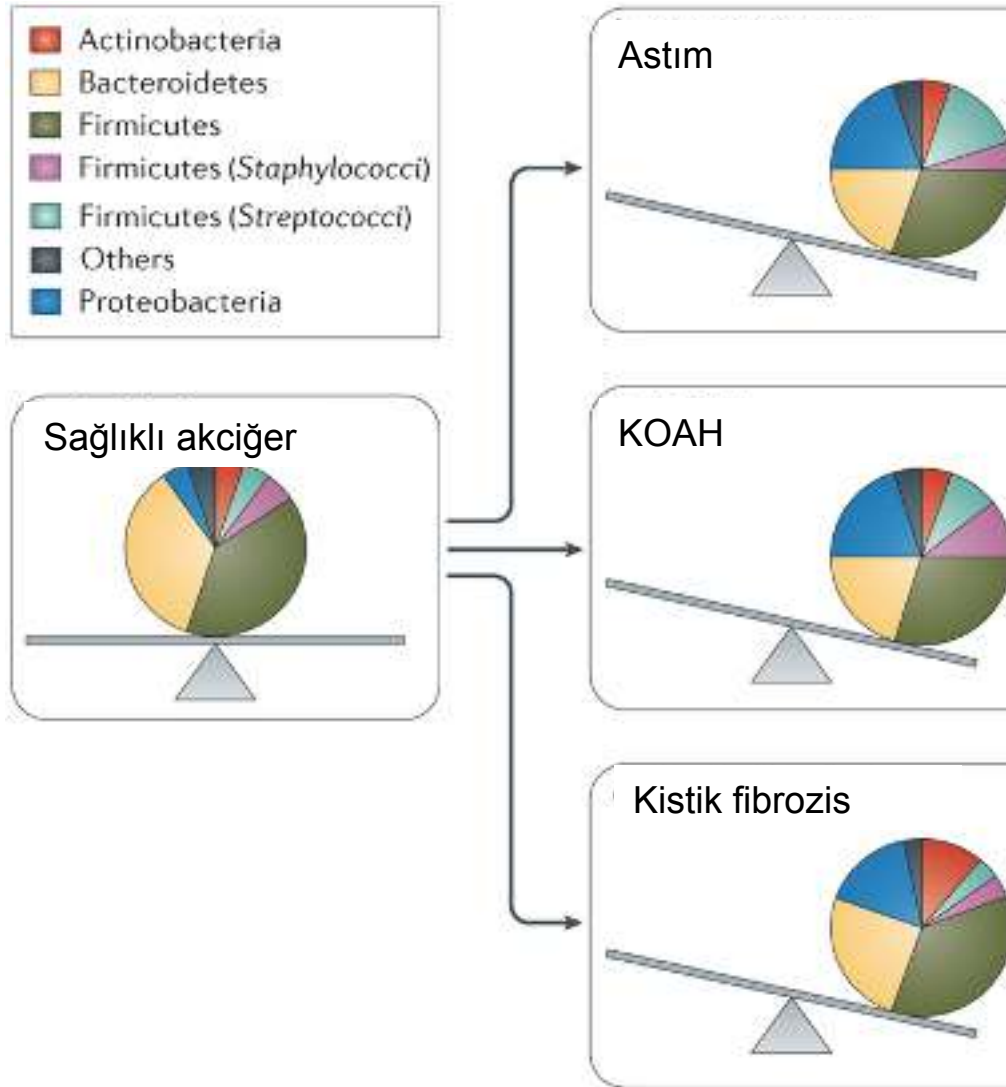 Actinobacteria
Bacteroidetes
Firmicutes
Firmicutes (Staphylococci)
Firmicutes (Streptococci)
Others
Proteobacteria
Sağlıklı akciğer
Astım
KOAH
Kistik fibrozis